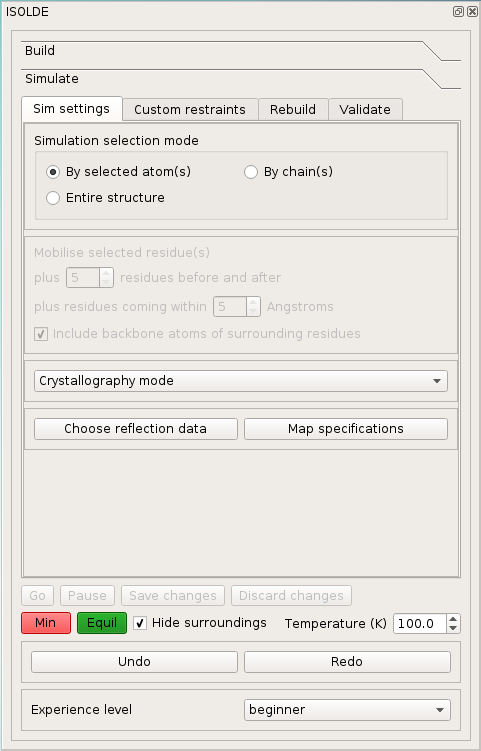 ISOLDE
Build
Simulate
Sim settings Custom restraints Rebuild Validate
Simulation selection mode
By selected atom(s) By chain(s)
Entire structure
Mobilise selected residue(s)
plus 5 residues before and after
plus residues coming within 5 Angstroms
Include backbone atoms of surrounding residues
Crystallography mode
Choose reflection data Map specifications
Go Pause Save changes Discard changes
Min Equil Hide surroundings Temperature (K) 100.0
Undo Redo
Experience level beginner